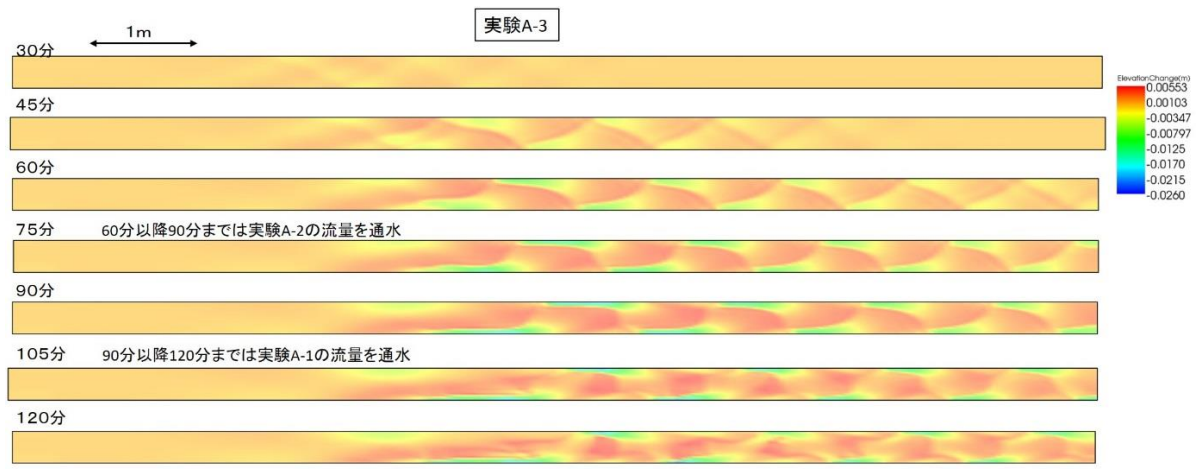 実験A-3
1m
30分
45分
60分
75分 60分以降90分までは実験A-2の流量を通水
90分
105分 90分以降120分までは実験A-1の流量を通水
120分
ElevationChange(m)
0.00553
0.00103
-0.00347
-0.00797
-0.0125
-0.0170
-0.0215
-0.0260